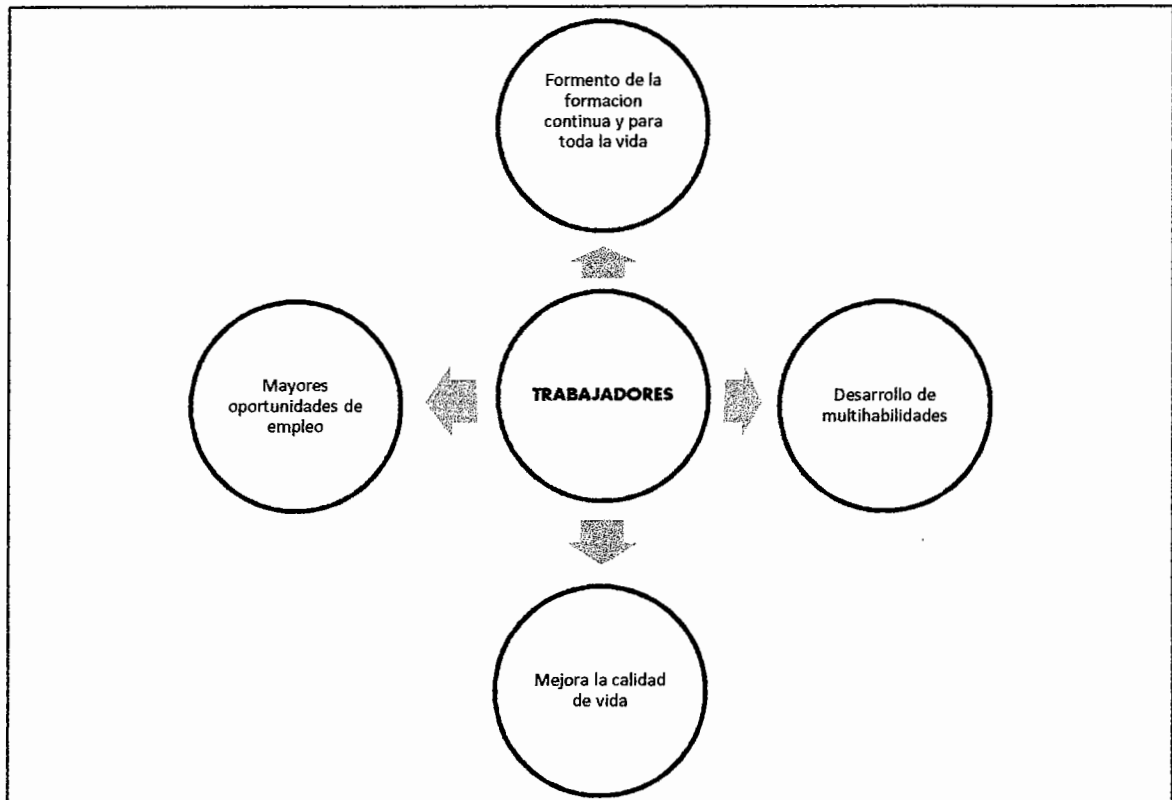 Formento de la
formacion
continua y para
toda la vida
Mayores
oportunidades de
empleo
TRABAJADORES
Desarrollo de
multihabilidades
Mejora la calidad
de vida